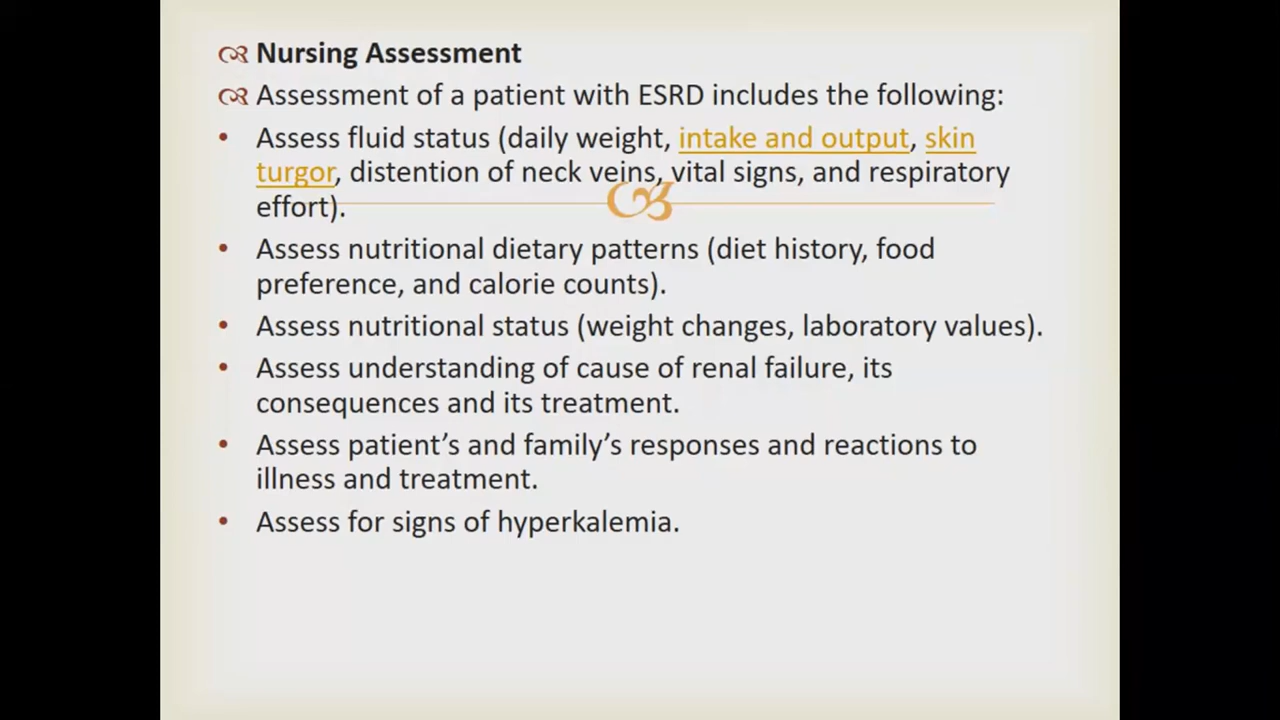 Nursing Assessment
Assessment of a patient with ESRD includes the following:
• Assess fluid status (daily weight, intake and output, skin
turgor, distention of neck veins, vital signs, and respiratory
effort).
• Assess nutritional dietary patterns (diet history, food
preference, and calorie counts).
• Assess nutritional status (weight changes, laboratory values).
• Assess understanding of cause of renal failure, its
consequences and its treatment.
• Assess patient’s and family’s responses and reactions to
illness and treatment.
• Assess for signs of hyperkalemia.